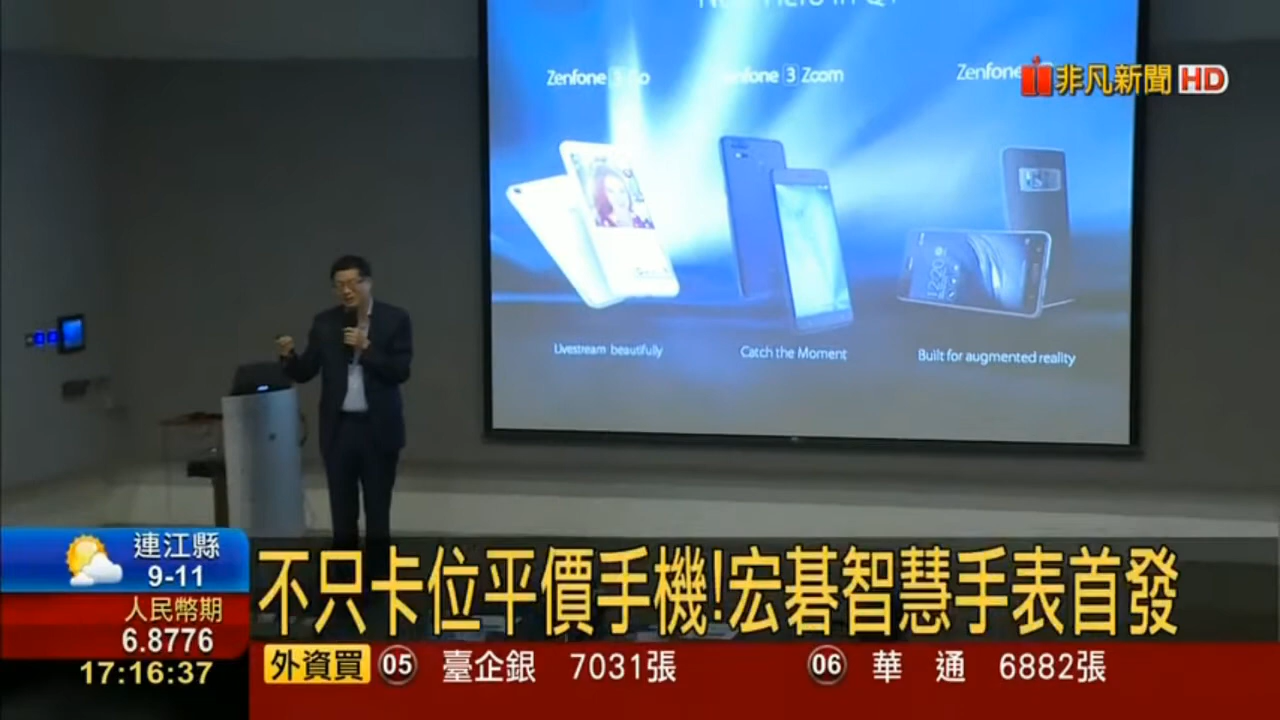 Zenfone 3 Go
Zenfone 3 Zoom
Zenfone
非凡新聞 HD
Livestream beautifully
Catch the Moment
Built for augmented reality
連江縣
9-11
人民幣期
6.8776
17:16:37
不只卡位平價手機!宏碁智慧手表首發
外資買 05 臺企銀 7031張 06 華通 6882張